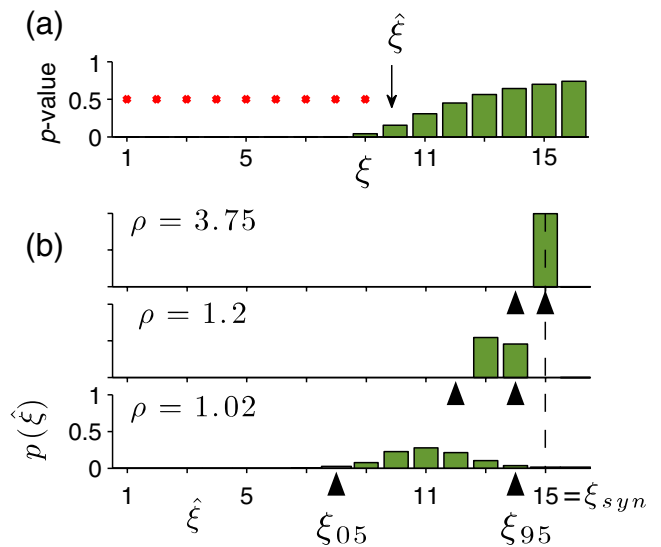 (a)
ξ̂
p-value
1
0.5
0
1 5 11 15
ξ
(b)
ρ = 3.75
ρ = 1.2
ρ = 1.02
p(ξ̂)
1
0.5
0
1 5 11 15 = ξsyn
ξ̂
ξ05 ξ95